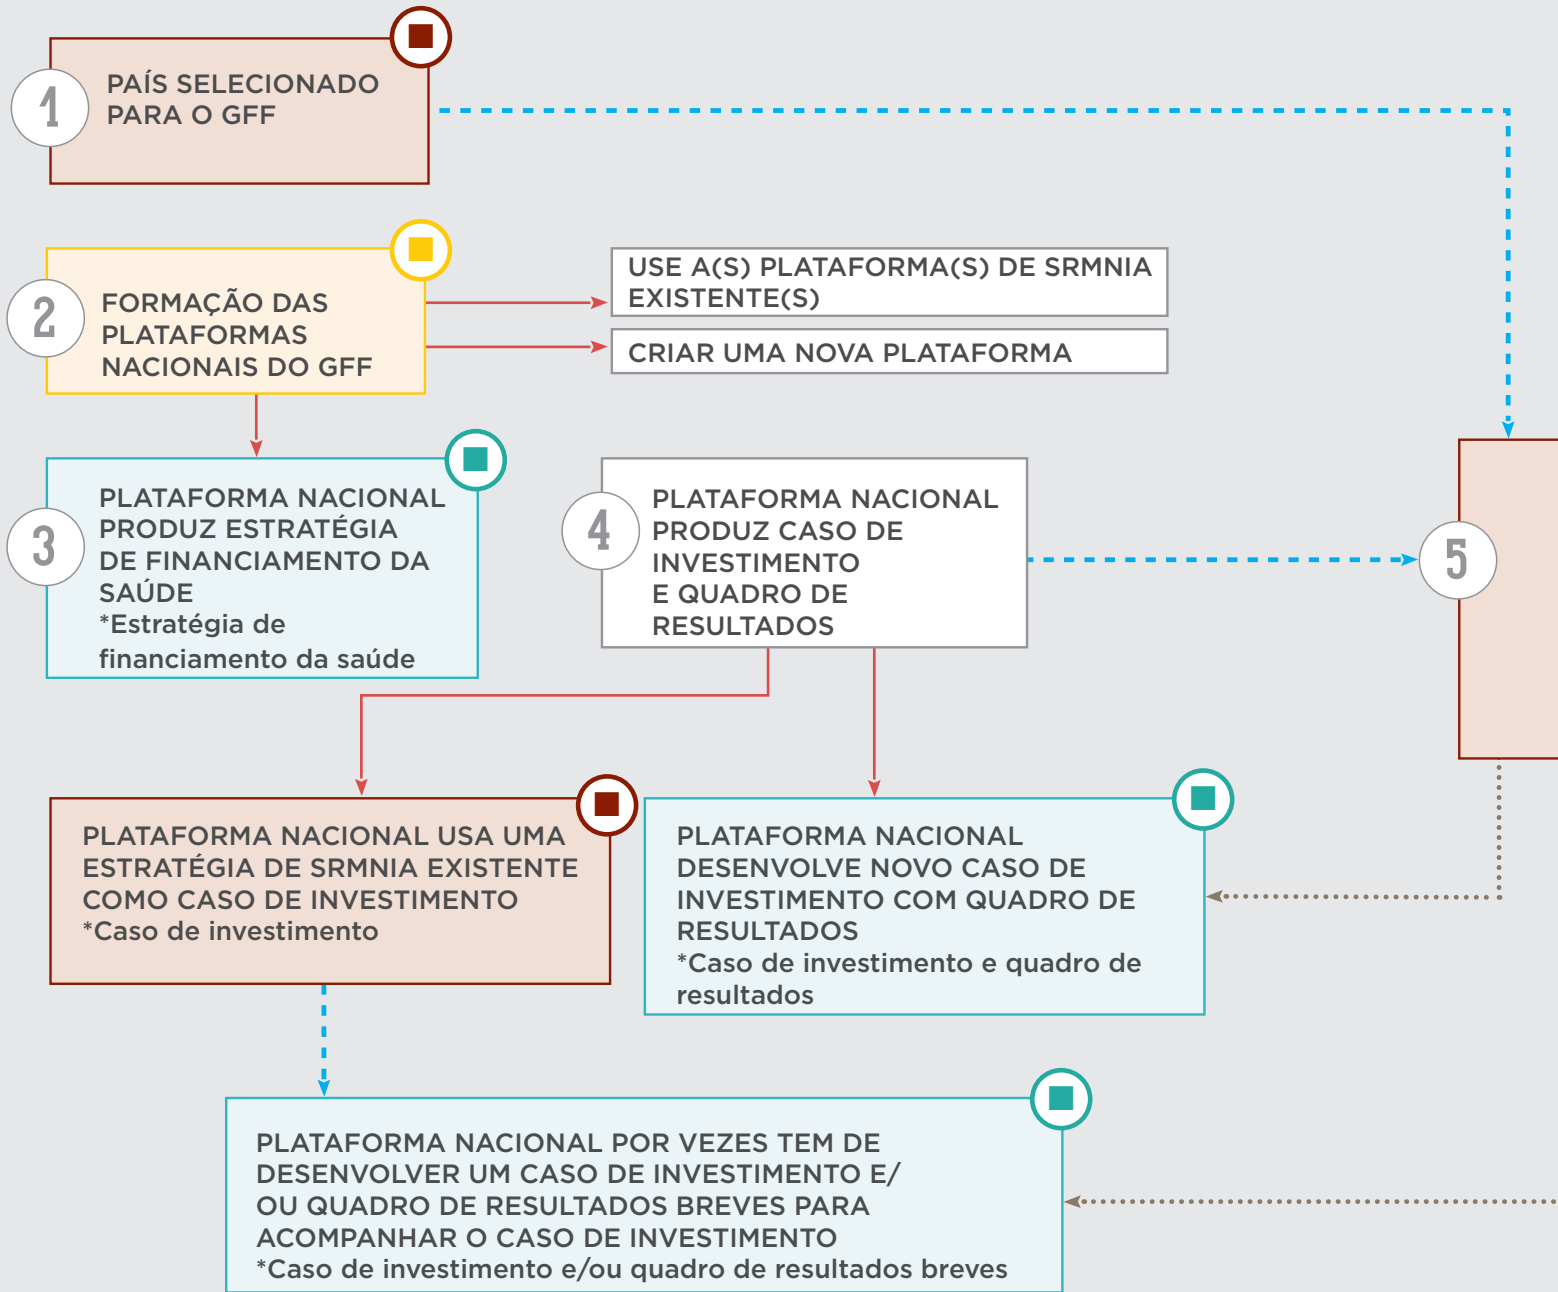 1
PAÍS SELECIONADO
PARA O GFF
2
FORMAÇÃO DAS
PLATAFORMAS
NACIONAIS DO GFF
USE A(S) PLATAFORMA(S) DE SRMNIA
EXISTENTE(S)
CRIAR UMA NOVA PLATAFORMA
3
PLATAFORMA NACIONAL
PRODUZ ESTRATÉGIA
DE FINANCIAMENTO DA
SAÚDE
*Estratégia de
financiamento da saúde
4
PLATAFORMA NACIONAL
PRODUZ CASO DE
INVESTIMENTO
E QUADRO DE
RESULTADOS
5
PLATAFORMA NACIONAL USA UMA
ESTRATÉGIA DE SRMNIA EXISTENTE
COMO CASO DE INVESTIMENTO
*Caso de investimento
PLATAFORMA NACIONAL
DESENVOLVE NOVO CASO DE
INVESTIMENTO COM QUADRO DE
RESULTADOS
*Caso de investimento e quadro de
resultados
PLATAFORMA NACIONAL POR VEZES TEM DE
DESENVOLVER UM CASO DE INVESTIMENTO E/
OU QUADRO DE RESULTADOS BREVES PARA
ACOMPANHAR O CASO DE INVESTIMENTO
*Caso de investimento e/ou quadro de resultados breves